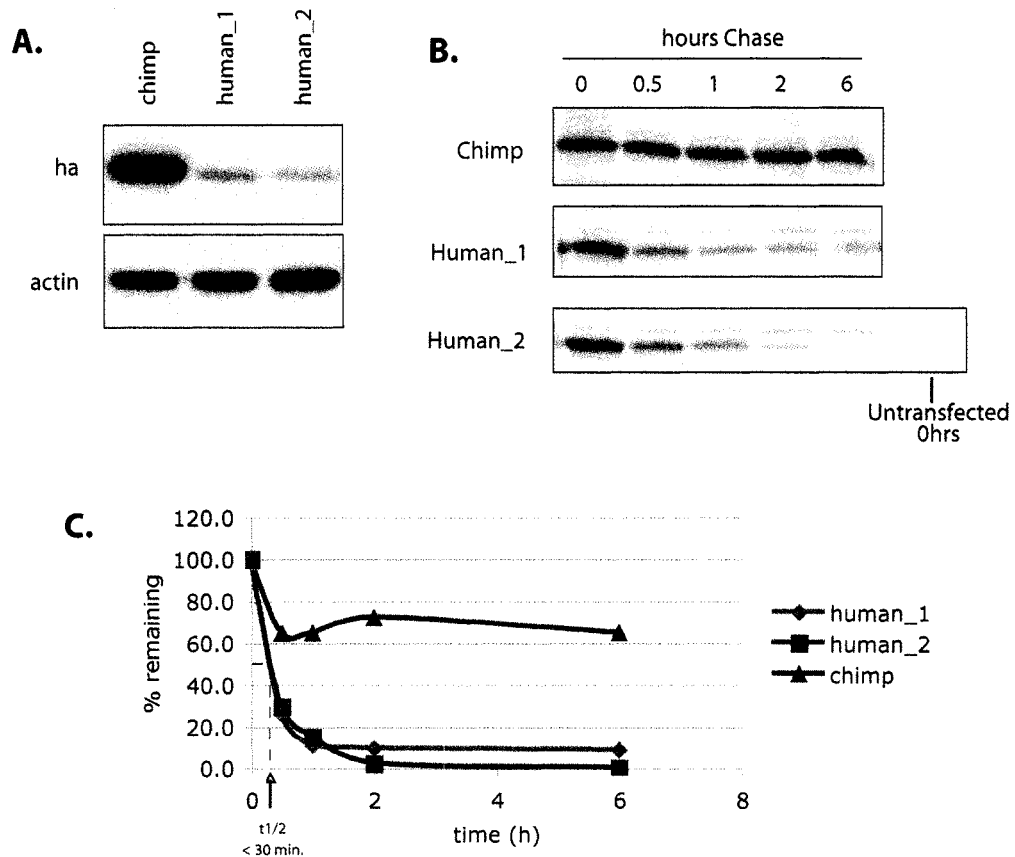 A.
chimp
human_1
human_2
ha
actin
B.
hours Chase
0 0.5 1 2 6
Chimp
Human_1
Human_2
Untransfected
0hrs
C.
120.0
100.0
80.0
60.0
40.0
20.0
0.0
% remaining
0 2 4 6 8
time (h)
t1/2
< 30 min.
human_1
human_2
chimp